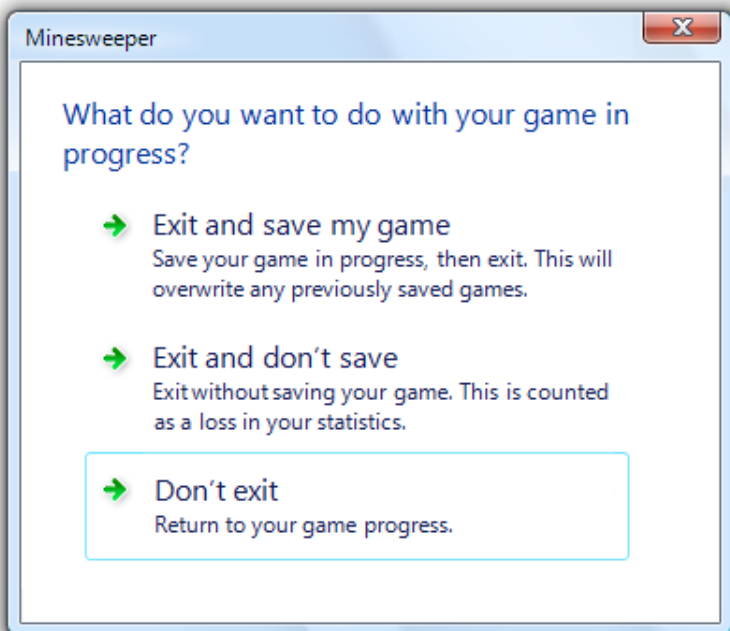 Minesweeper
What do you want to do with your game in
progress?
Exit and save my game
Save your game in progress, then exit. This will
overwrite any previously saved games.
Exit and don't save
Exit without saving your game. This is counted
as a loss in your statistics.
Don't exit
Return to your game progress.